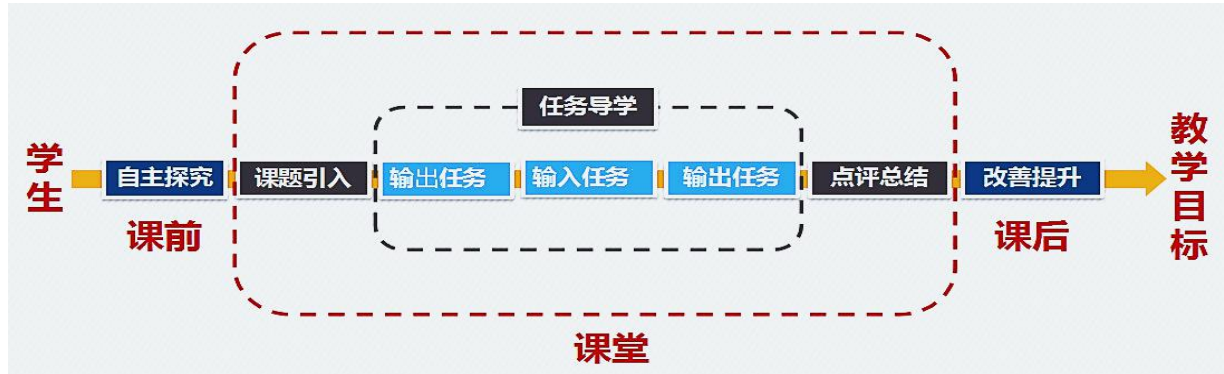 任务导学
学生
自主探究
课题引入
输出任务
输入任务
输出任务
点评总结
改善提升
教学目标
课前
课后
课堂